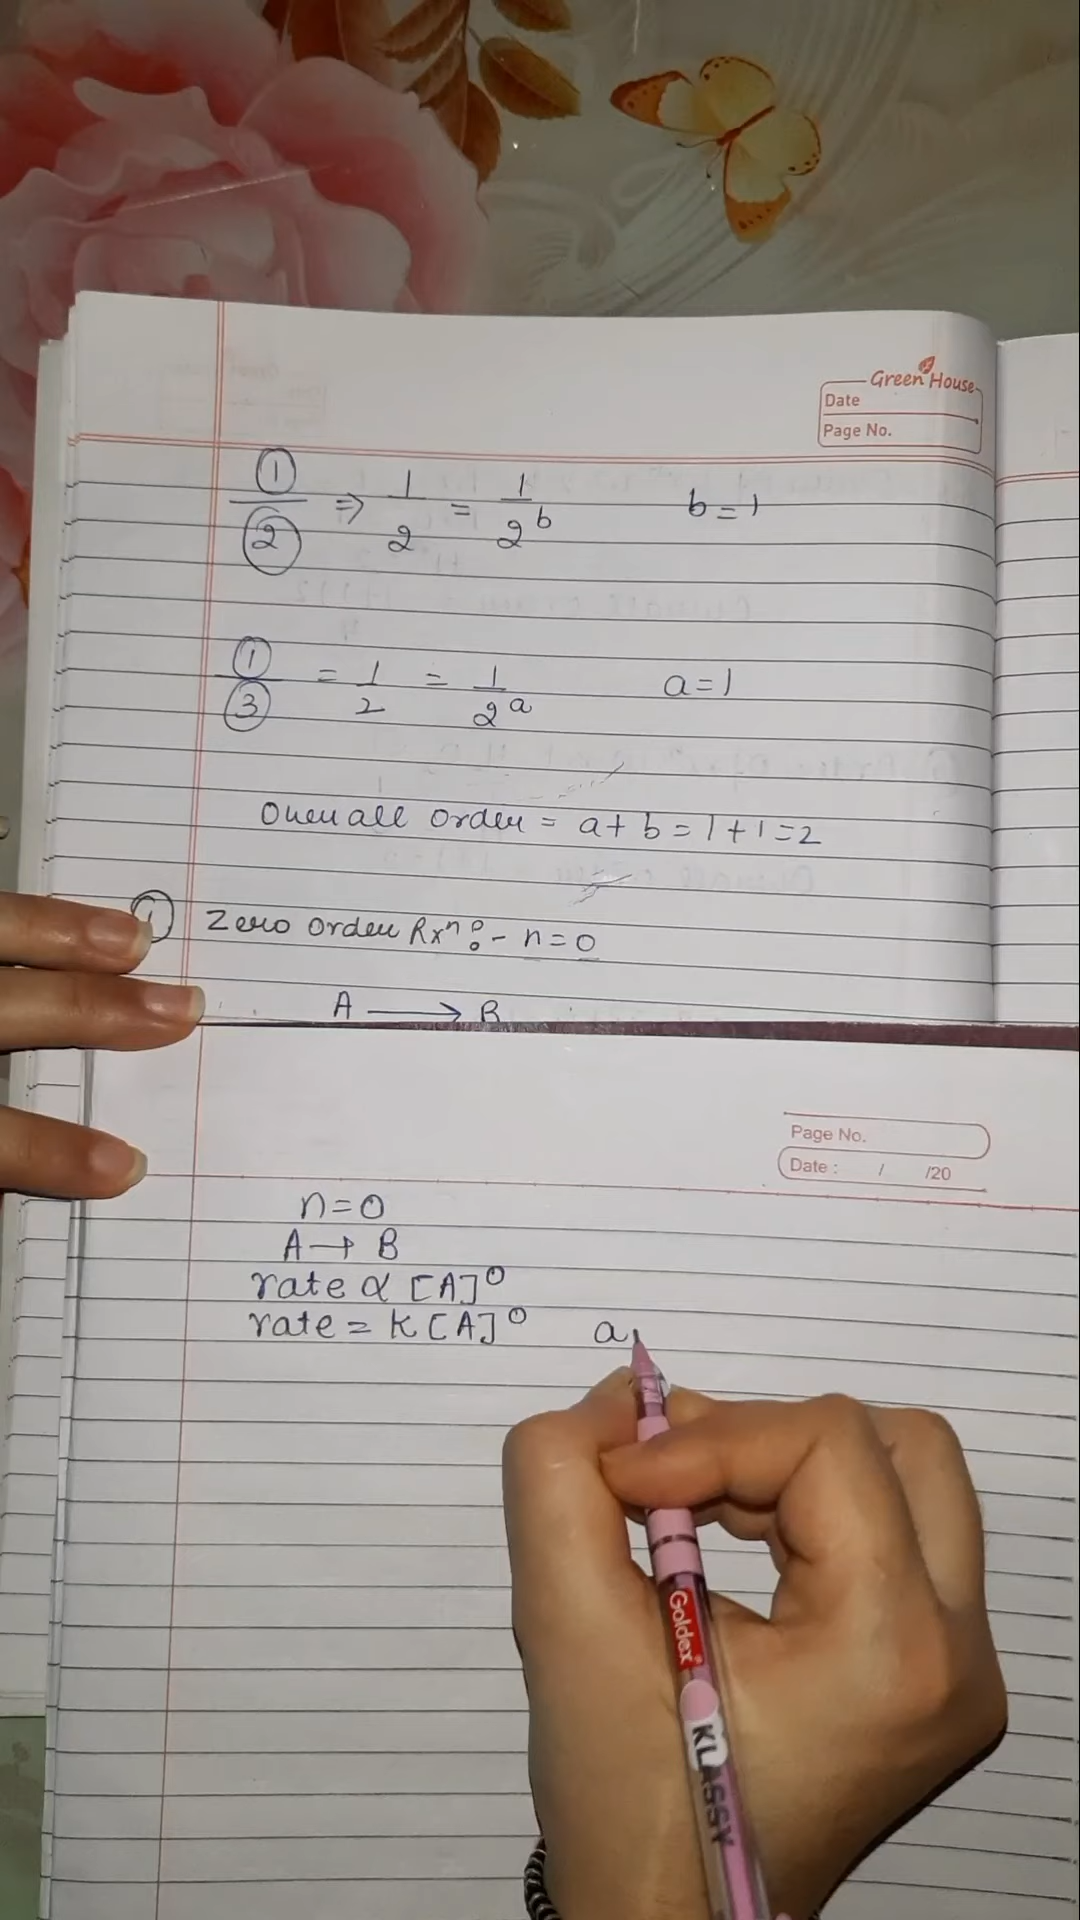 Green House
Date
Page No.
① / ② ⇒ 1/2 = 1/2^b b = 1
① / ③ = 1/2 = 1/2^a a = 1
Overall order = a + b = 1 + 1 = 2
① Zero order Rxⁿ :- n = 0
A ⟶ B
Page No.
Date : / /20
n = 0
A → B
rate ∝ [A]⁰
rate = K [A]⁰ a
Goldex
KLASSY